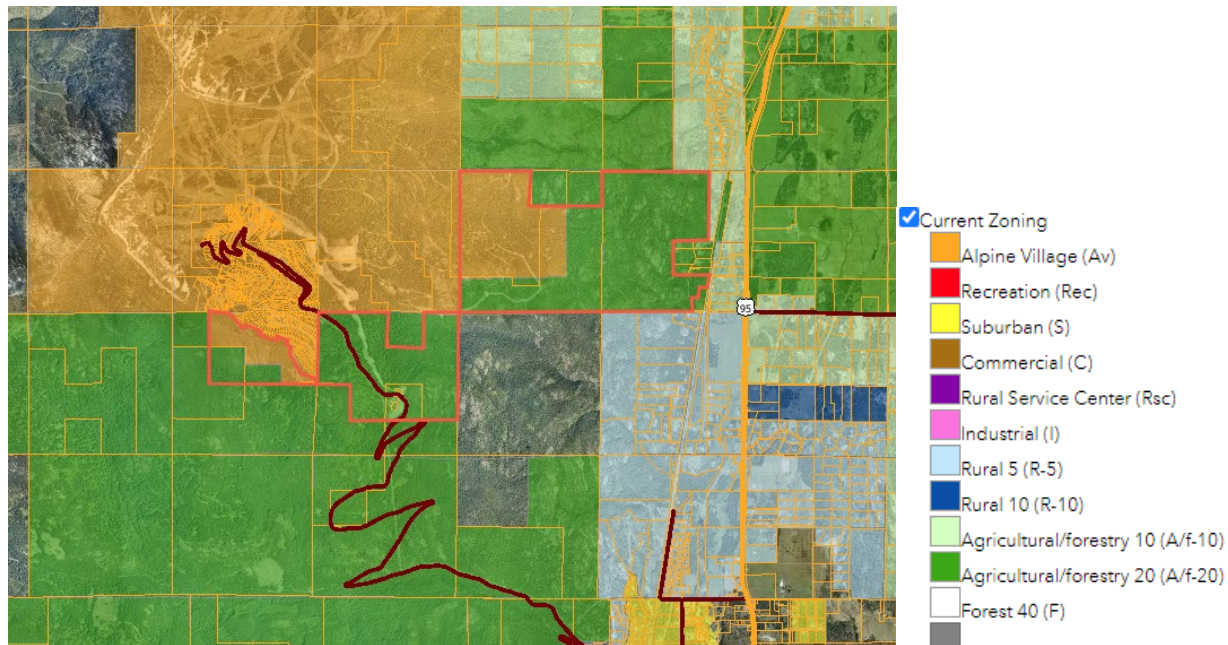 95
Current Zoning
Alpine Village (Av)
Recreation (Rec)
Suburban (S)
Commercial (C)
Rural Service Center (Rsc)
Industrial (I)
Rural 5 (R-5)
Rural 10 (R-10)
Agricultural/forestry 10 (A/f-10)
Agricultural/forestry 20 (A/f-20)
Forest 40 (F)